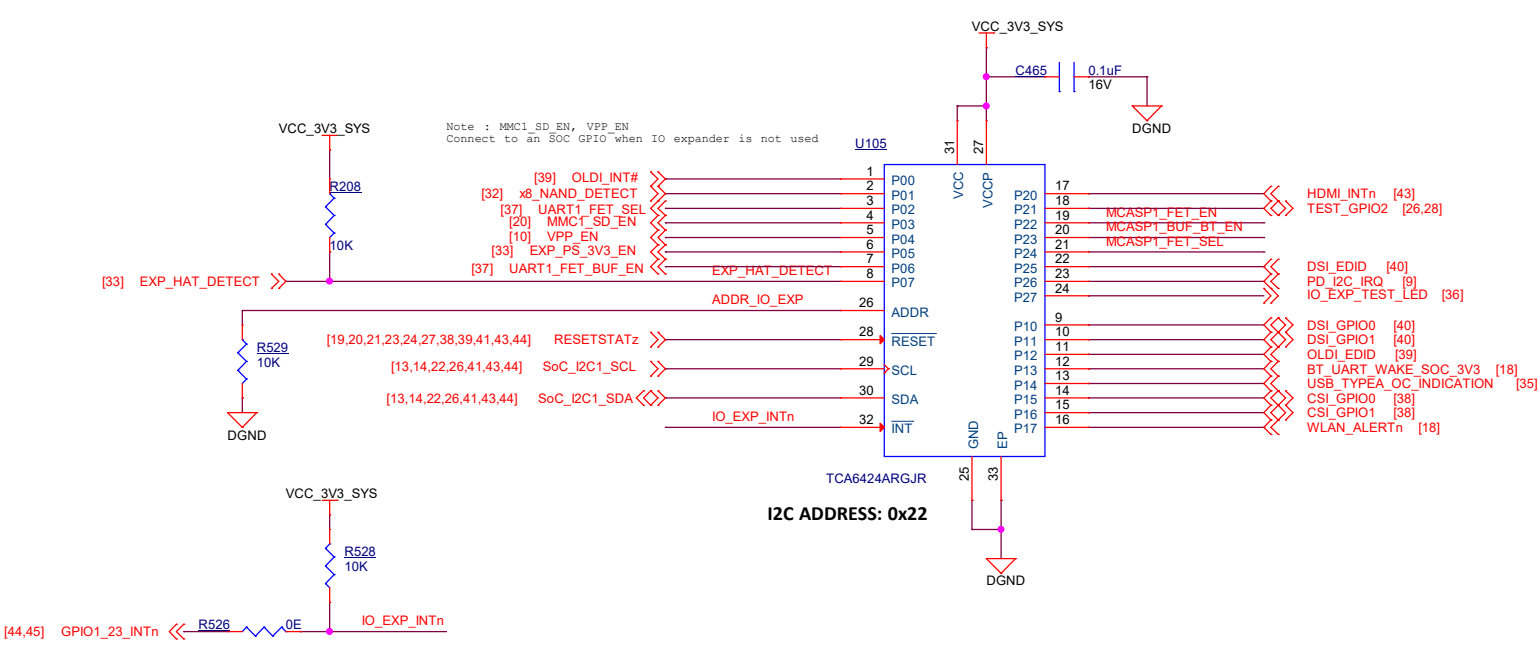 VCC_3V3_SYS
C465 0.1uF
16V
DGND
VCC_3V3_SYS
Note : MMC1_SD_EN, VPP_EN
Connect to an SOC GPIO when IO expander is not used
U105
31 27
VCC VCCP
R208
10K
[39] OLDI_INT# 1 P00
[32] x8_NAND_DETECT 2 P01
[37] UART1_FET_SEL 3 P02
[20] MMC1_SD_EN 4 P03
[10] VPP_EN 5 P04
[33] EXP_PS_3V3_EN 6 P05
[37] UART1_FET_BUF_EN 7 P06
[33] EXP_HAT_DETECT EXP_HAT_DETECT 8 P07
ADDR_IO_EXP 26 ADDR
R529
10K
DGND
[19,20,21,23,24,27,38,39,41,43,44] RESETSTATz 28 RESET
[13,14,22,26,41,43,44] SoC_I2C1_SCL 29 SCL
[13,14,22,26,41,43,44] SoC_I2C1_SDA 30 SDA
IO_EXP_INTn 32 INT
P20 17 HDMI_INTn [43]
P21 18 TEST_GPIO2 [26,28]
P22 19 MCASP1_FET_EN
P23 20 MCASP1_BUF_BT_EN
P24 21 MCASP1_FET_SEL
P25 22 DSI_EDID [40]
P26 23 PD_I2C_IRQ [9]
P27 24 IO_EXP_TEST_LED [36]
P10 9 DSI_GPIO0 [40]
P11 10 DSI_GPIO1 [40]
P12 11 OLDI_EDID [39]
P13 12 BT_UART_WAKE_SOC_3V3 [18]
P14 13 USB_TYPEA_OC_INDICATION [35]
P15 14 CSI_GPIO0 [38]
P16 15 CSI_GPIO1 [38]
P17 16 WLAN_ALERTn [18]
GND EP
25 33
TCA6424ARGJR
I2C ADDRESS: 0x22
DGND
VCC_3V3_SYS
R528
10K
[44,45] GPIO1_23_INTn R526 0E IO_EXP_INTn